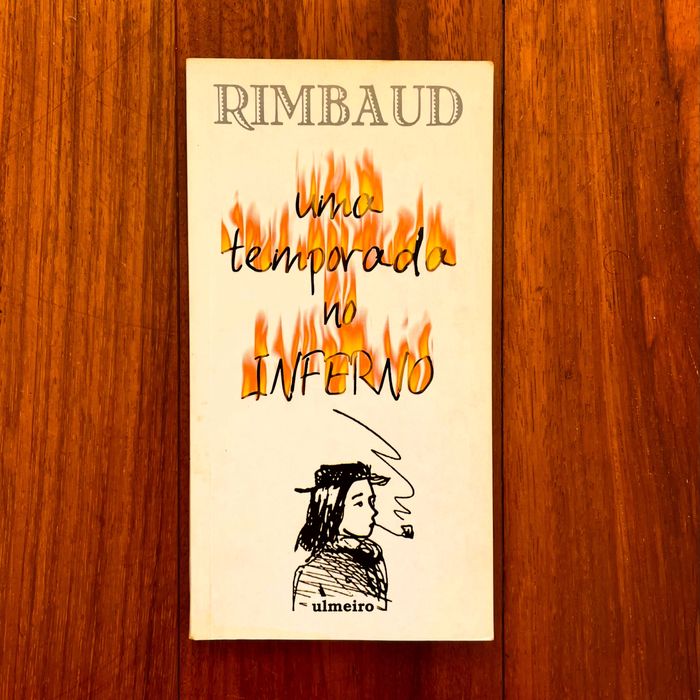 RIMBAUD
uma
temporada
no
INFERNO
ulmeiro